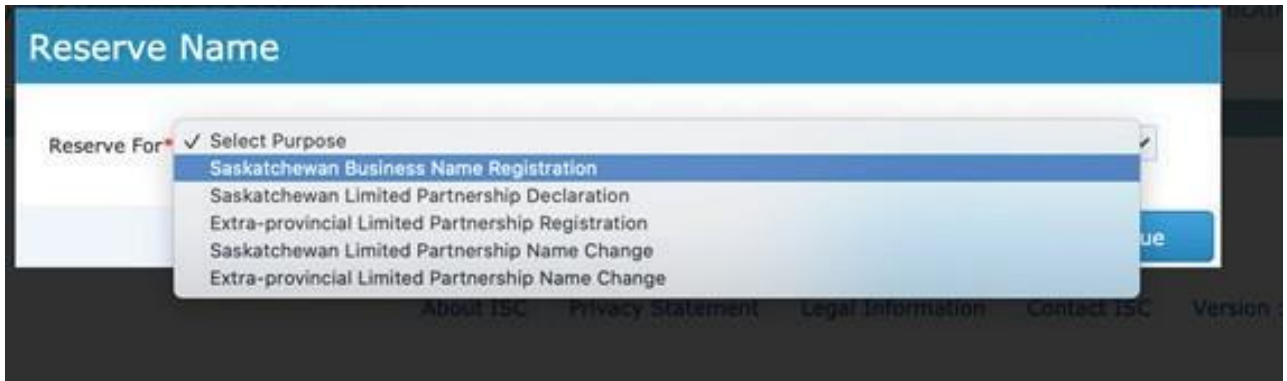 Reserve Name
Reserve For* ✓ Select Purpose
Saskatchewan Business Name Registration
Saskatchewan Limited Partnership Declaration
Extra-provincial Limited Partnership Registration
Saskatchewan Limited Partnership Name Change
ue
Extra-provincial Limited Partnership Name Change
About ISC Privacy Statement Legal Information Contact ISC Version